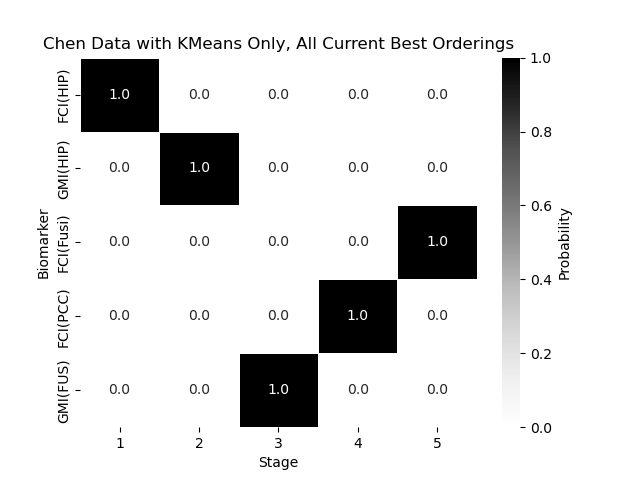 Chen Data with KMeans Only, All Current Best Orderings
Biomarker
FCI(HIP) 1.0 0.0 0.0 0.0 0.0
GMI(HIP) 0.0 1.0 0.0 0.0 0.0
FCI(Fusi) 0.0 0.0 0.0 0.0 1.0
FCI(PCC) 0.0 0.0 0.0 1.0 0.0
GMI(FUS) 0.0 0.0 1.0 0.0 0.0
1 2 3 4 5
Stage
1.0
0.8
0.6
0.4
0.2
0.0
Probability